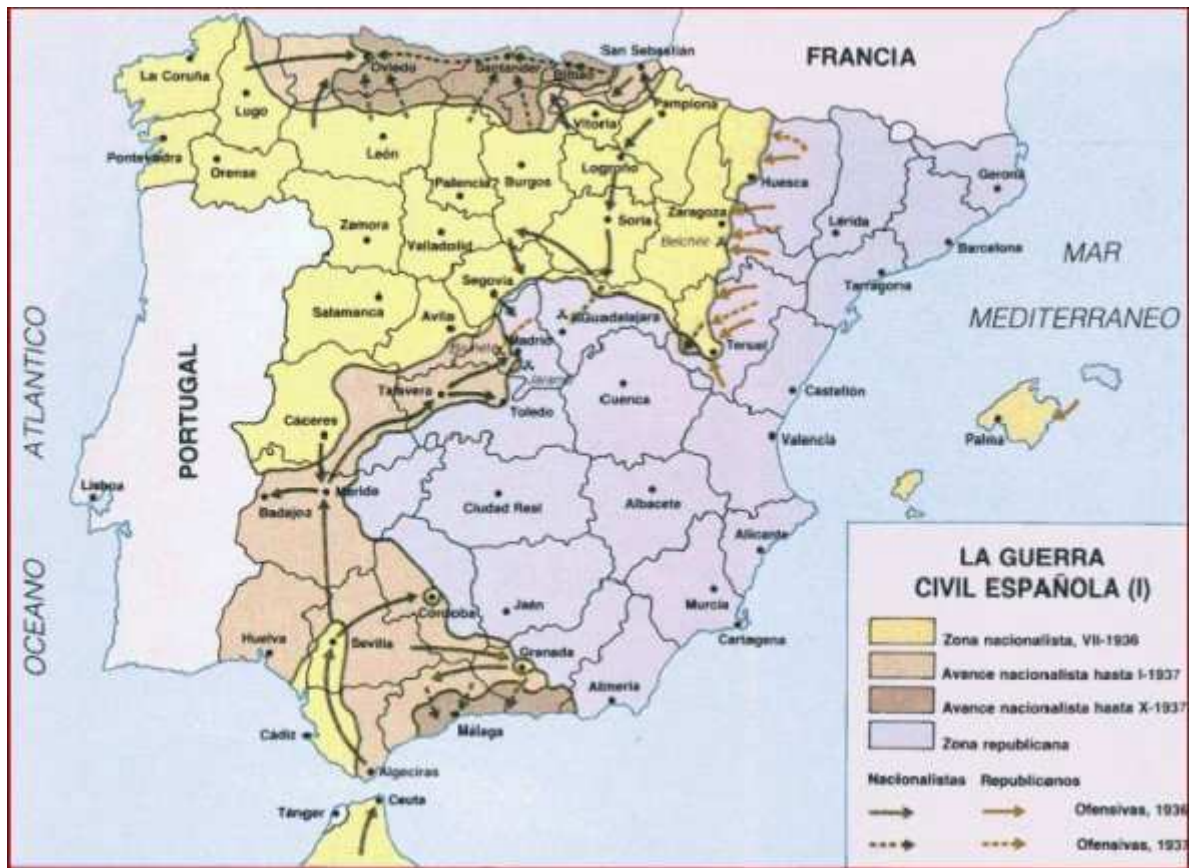 FRANCIA
San Sebastián
La Coruña
Oviedo
Santander
Bilbao
Lugo
Vitoria
Pamplona
Pontevedra
Orense
León
Palencia
Burgos
Logroño
Huesca
Gerona
Zamora
Valladolid
Soria
Zaragoza
Lérida
Belchite
Barcelona
MAR
MEDITERRANEO
Segovia
Tarragona
Salamanca
Avila
Guadalajara
Madrid
Brunete
Jarama
Teruel
ATLANTICO
PORTUGAL
Talavera
Toledo
Cuenca
Castellón
Cáceres
Valencia
Palma
Lisboa
Badajoz
Mérida
Ciudad Real
Albacete
Alicante
OCEANO
Córdoba
Jaén
Murcia
Cartagena
Huelva
Sevilla
Granada
Almería
Cádiz
Málaga
Algeciras
Tánger
Ceuta
LA GUERRA
CIVIL ESPAÑOLA (I)
Zona nacionalista, VII-1936
Avance nacionalista hasta I-1937
Avance nacionalista hasta X-1937
Zona republicana
Nacionalistas Republicanos
Ofensivas, 1936
Ofensivas, 1937